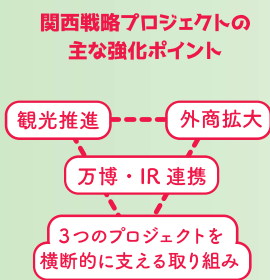 関西戦略プロジェクトの
主な強化ポイント
観光推進
外商拡大
万博・IR 連携
3つのプロジェクトを
横断的に支える取り組み